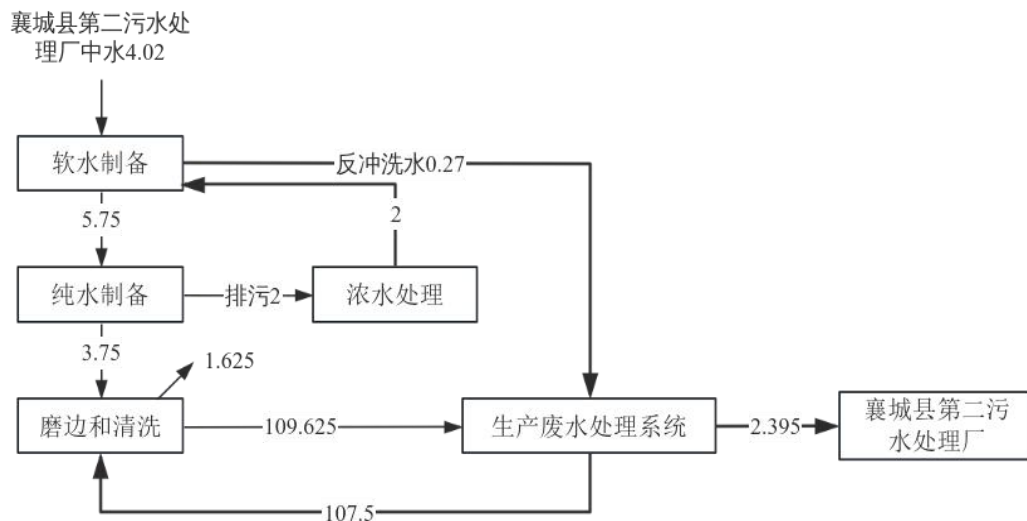 襄城县第二污水处
理厂中水4.02
软水制备
反冲洗水0.27
2
5.75
纯水制备
排污2
浓水处理
3.75
1.625
磨边和清洗
109.625
生产废水处理系统
2.395
襄城县第二污
水处理厂
107.5